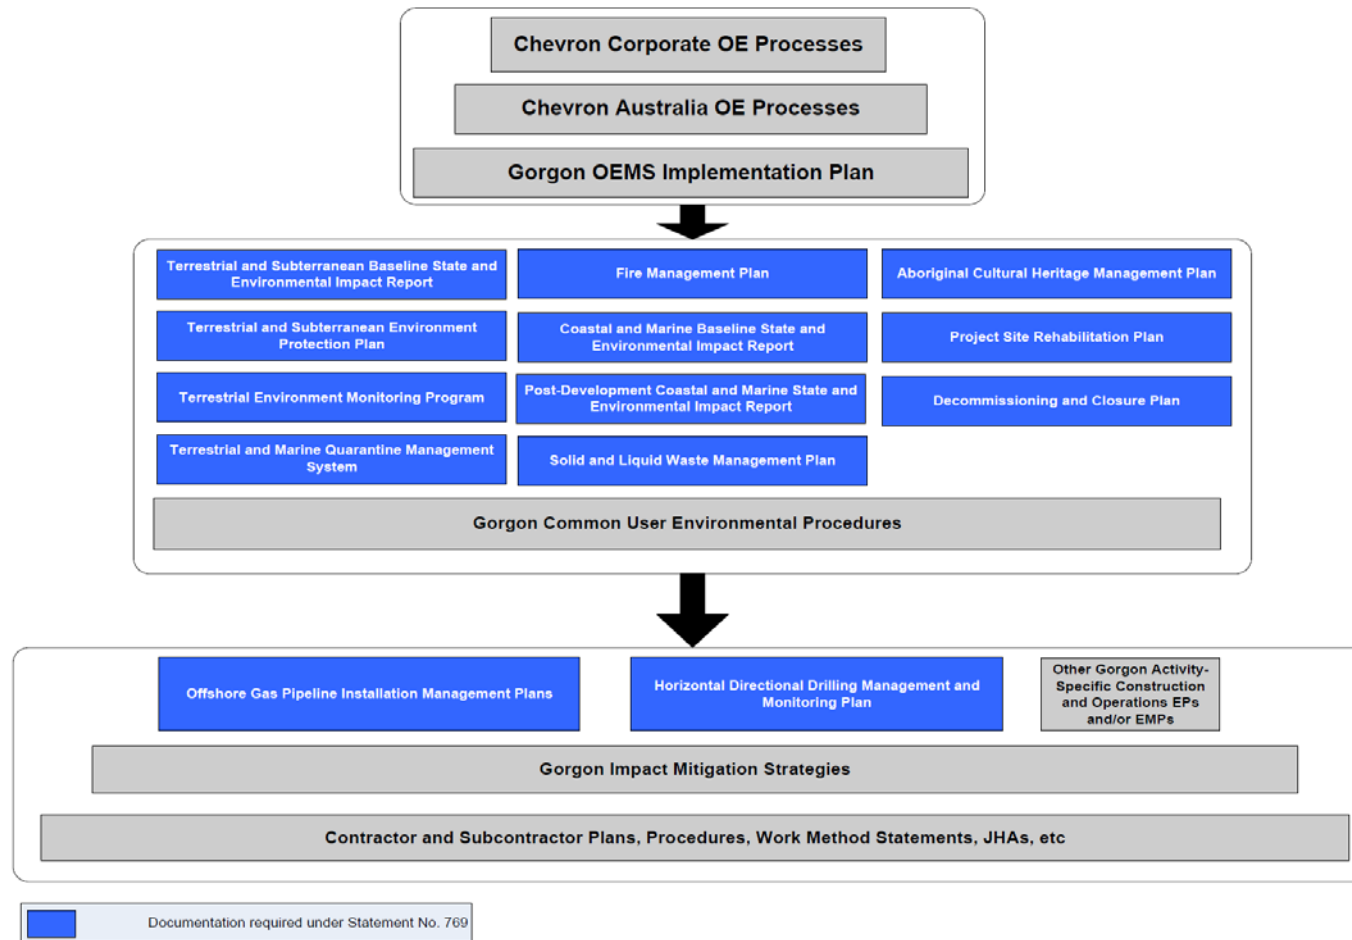 Chevron Corporate OE Processes
Chevron Australia OE Processes
Gorgon OEMS Implementation Plan
Terrestrial and Subterranean Baseline State and
Environmental Impact Report
Fire Management Plan
Aboriginal Cultural Heritage Management Plan
Terrestrial and Subterranean Environment
Protection Plan
Coastal and Marine Baseline State and
Environmental Impact Report
Project Site Rehabilitation Plan
Terrestrial Environment Monitoring Program
Post-Development Coastal and Marine State and
Environmental Impact Report
Decommissioning and Closure Plan
Terrestrial and Marine Quarantine Management
System
Solid and Liquid Waste Management Plan
Gorgon Common User Environmental Procedures
Offshore Gas Pipeline Installation Management Plans
Horizontal Directional Drilling Management and
Monitoring Plan
Other Gorgon Activity-
Specific Construction
and Operations EPs
and/or EMPs
Gorgon Impact Mitigation Strategies
Contractor and Subcontractor Plans, Procedures, Work Method Statements, JHAs, etc
Documentation required under Statement No. 769